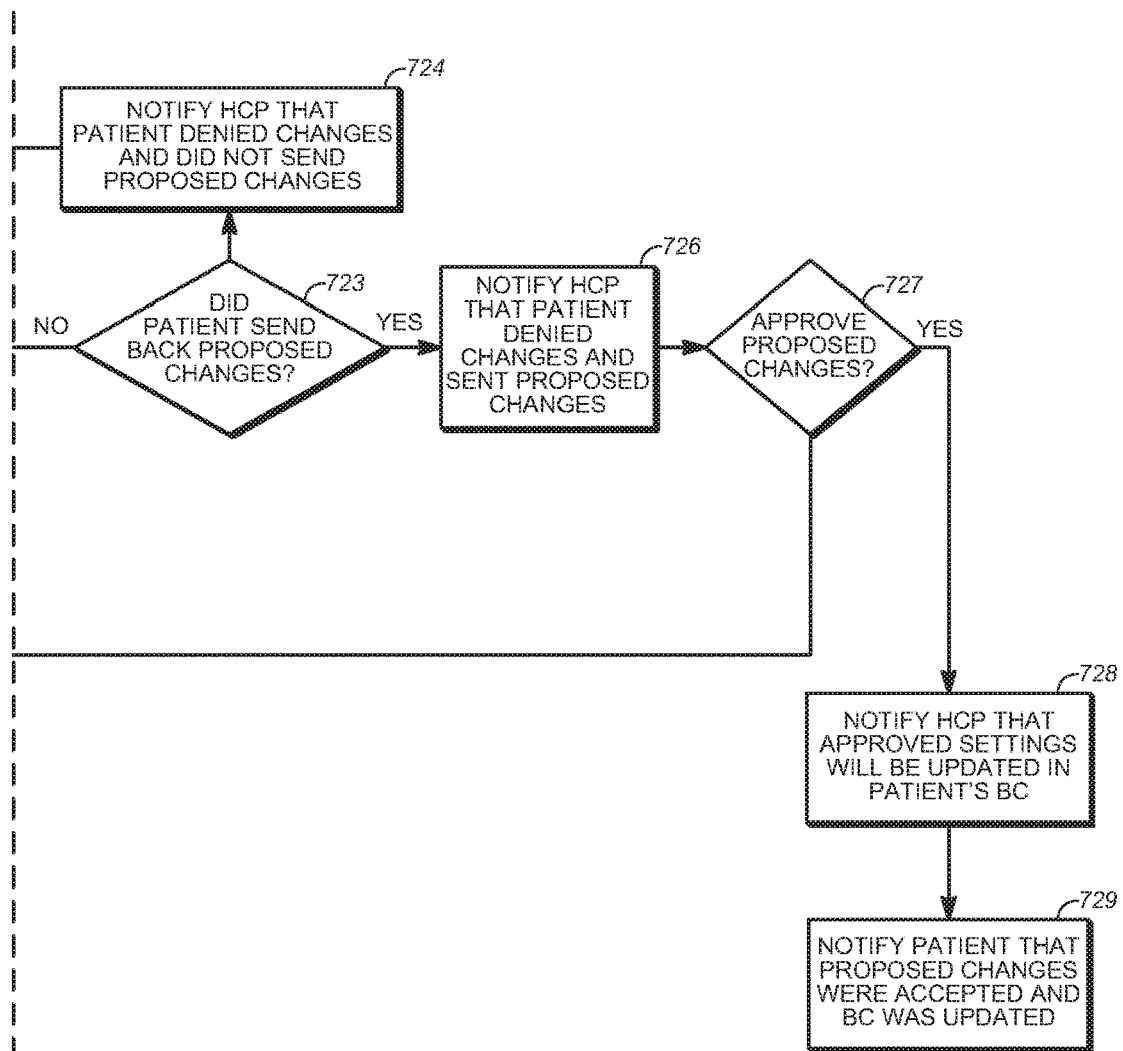 724
NOTIFY HCP THAT
PATIENT DENIED CHANGES
AND DID NOT SEND
PROPOSED CHANGES
723
DID
PATIENT SEND
BACK PROPOSED
CHANGES?
NO
YES
726
NOTIFY HCP
THAT PATIENT
DENIED
CHANGES AND
SENT PROPOSED
CHANGES
727
APPROVE
PROPOSED
CHANGES?
YES
728
NOTIFY HCP THAT
APPROVED SETTINGS
WILL BE UPDATED IN
PATIENT'S BC
729
NOTIFY PATIENT THAT
PROPOSED CHANGES
WERE ACCEPTED AND
BC WAS UPDATED